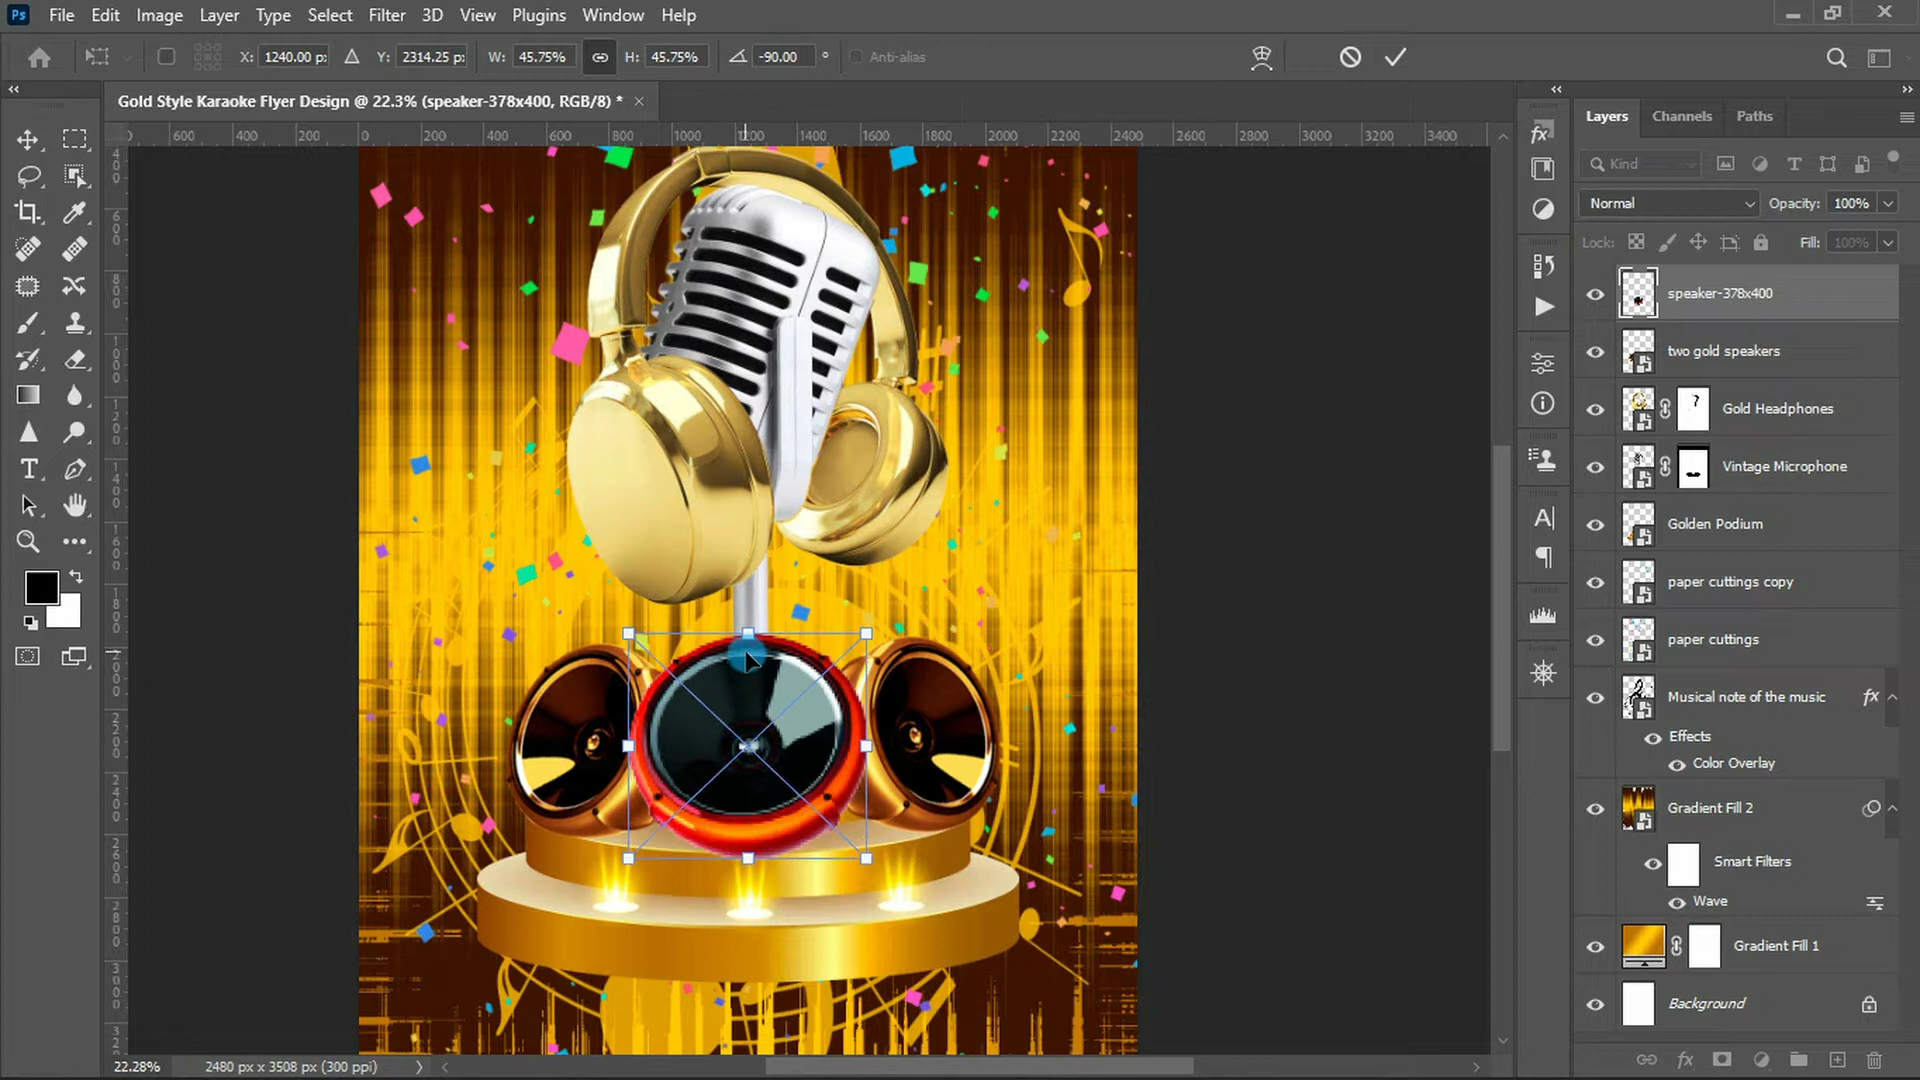 Ps File Edit Image Layer Type Select Filter 3D View Plugins Window Help
X: 1240.00 px Y: 2314.25 px W: 45.75% H: 45.75% -90.00 ° Anti-alias
Gold Style Karaoke Flyer Design @ 22.3% (speaker-378x400, RGB/8) * ×
600 400 200 0 200 400 600 800 1000 1200 1400 1600 1800 2000 2200 2400 2600 2800 3000 3200 3400
Layers Channels Paths
Kind
Normal Opacity: 100%
Lock: Fill: 100%
speaker-378x400
two gold speakers
Gold Headphones
Vintage Microphone
Golden Podium
paper cuttings copy
paper cuttings
Musical note of the music fx
Effects
Color Overlay
Gradient Fill 2
Smart Filters
Wave
Gradient Fill 1
Background
22.28% 2480 px x 3508 px (300 ppi)